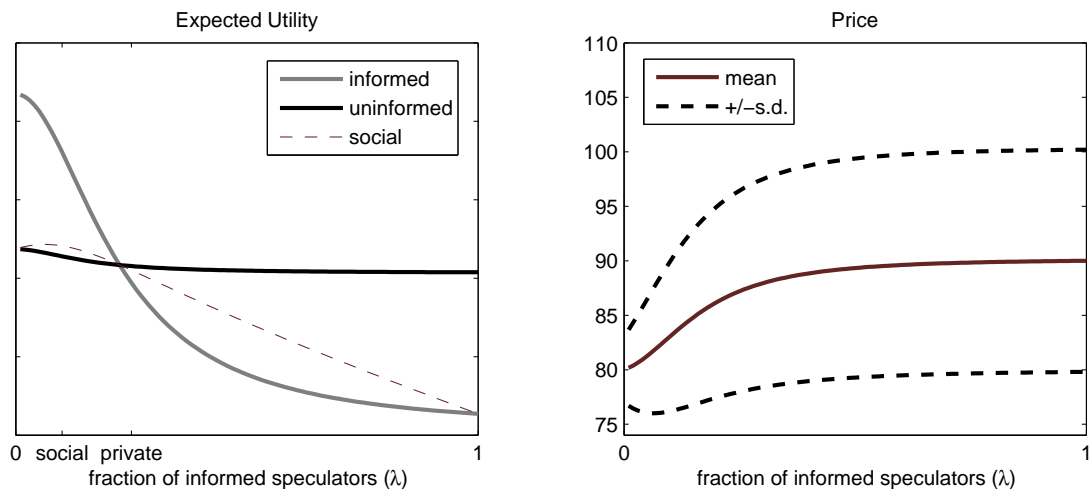 Expected Utility
informed
uninformed
social
0 social private 1
fraction of informed speculators (λ)
Price
110
105
100
95
90
85
80
75
mean
+/−s.d.
0 1
fraction of informed speculators (λ)